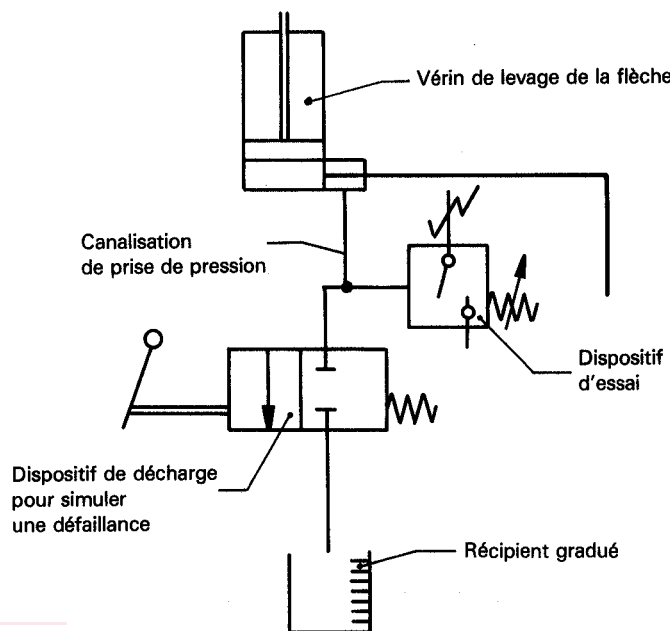 Vérin de levage de la flèche
Canalisation
de prise de pression
Dispositif
d'essai
Dispositif de décharge
pour simuler
une défaillance
Récipient gradué